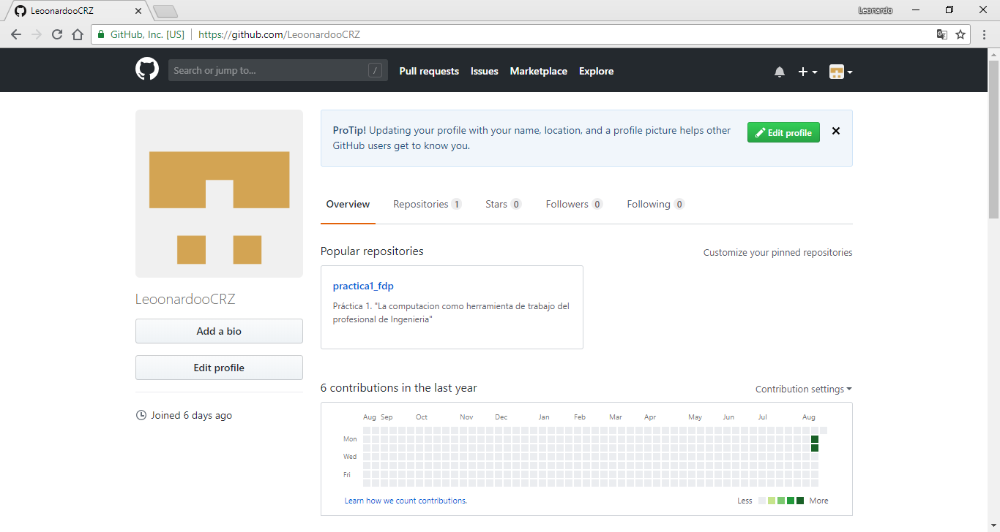 LeoonardooCRZ
Leonardo
GitHub, Inc. [US]
https://github.com/LeoonardooCRZ
Search or jump to...
/
Pull requests
Issues
Marketplace
Explore
ProTip! Updating your profile with your name, location, and a profile picture helps other
GitHub users get to know you.
Edit profile
Overview
Repositories 1
Stars 0
Followers 0
Following 0
LeoonardooCRZ
Add a bio
Edit profile
Joined 6 days ago
Popular repositories
Customize your pinned repositories
practica1_fdp
Práctica 1. "La computacion como herramienta de trabajo del
profesional de Ingenieria"
6 contributions in the last year
Contribution settings
Aug Sep Oct Nov Dec Jan Feb Mar Apr May Jun Jul Aug
Mon
Wed
Fri
Learn how we count contributions.
Less
More